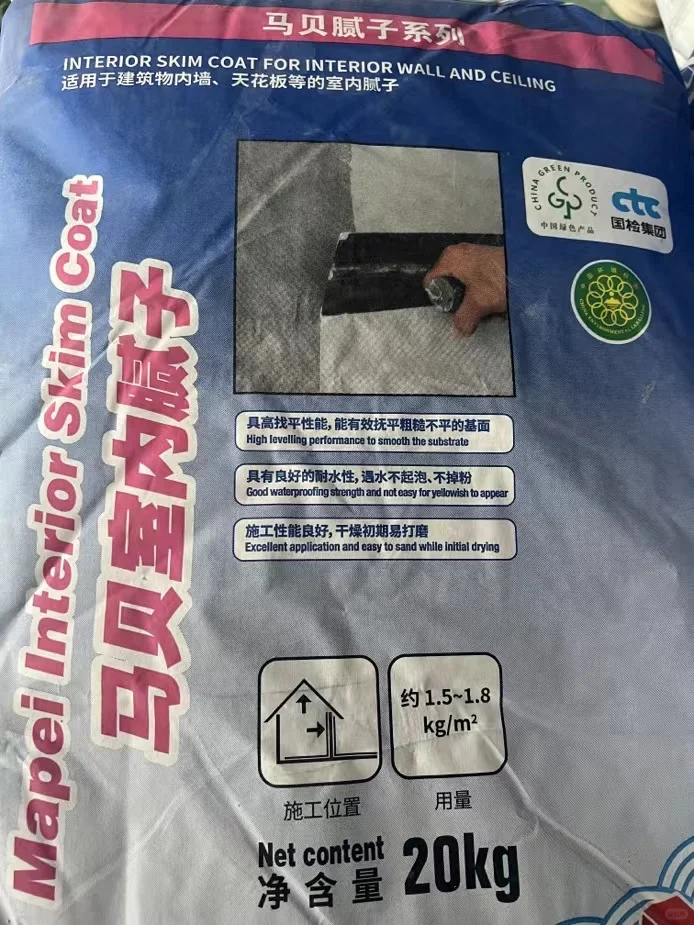 马贝腻子系列
INTERIOR SKIM COAT FOR INTERIOR WALL AND CEILING
适用于建筑物内墙、天花板等的室内腻子
Mapei Interior Skim Coat
马贝室内腻子
CHINA GREEN PRODUCT
中国绿色产品
ctc
国检集团
具高找平性能,能有效抚平粗糙不平的基面
High levelling performance to smooth the substrate
具有良好的耐水性,遇水不起泡、不掉粉
Good waterproofing strength and not easy for yellowish to appear
施工性能良好,干燥初期易打磨
Excellent application and easy to sand while initial drying
约 1.5~1.8
kg/m²
施工位置
用量
Net content
净含量
20kg